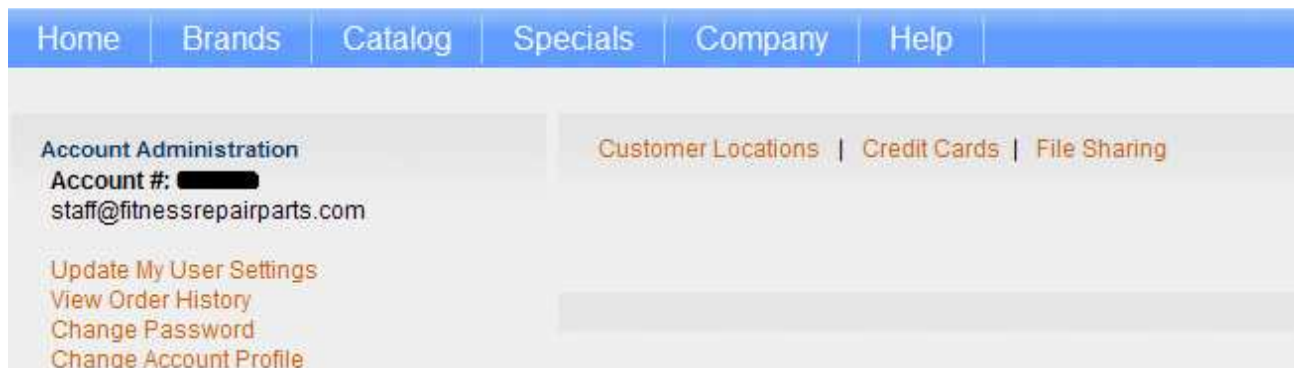 Home Brands Catalog Specials Company Help
Account Administration
Account #:
staff@fitnessrepairparts.com
Update My User Settings
View Order History
Change Password
Change Account Profile
Customer Locations | Credit Cards | File Sharing